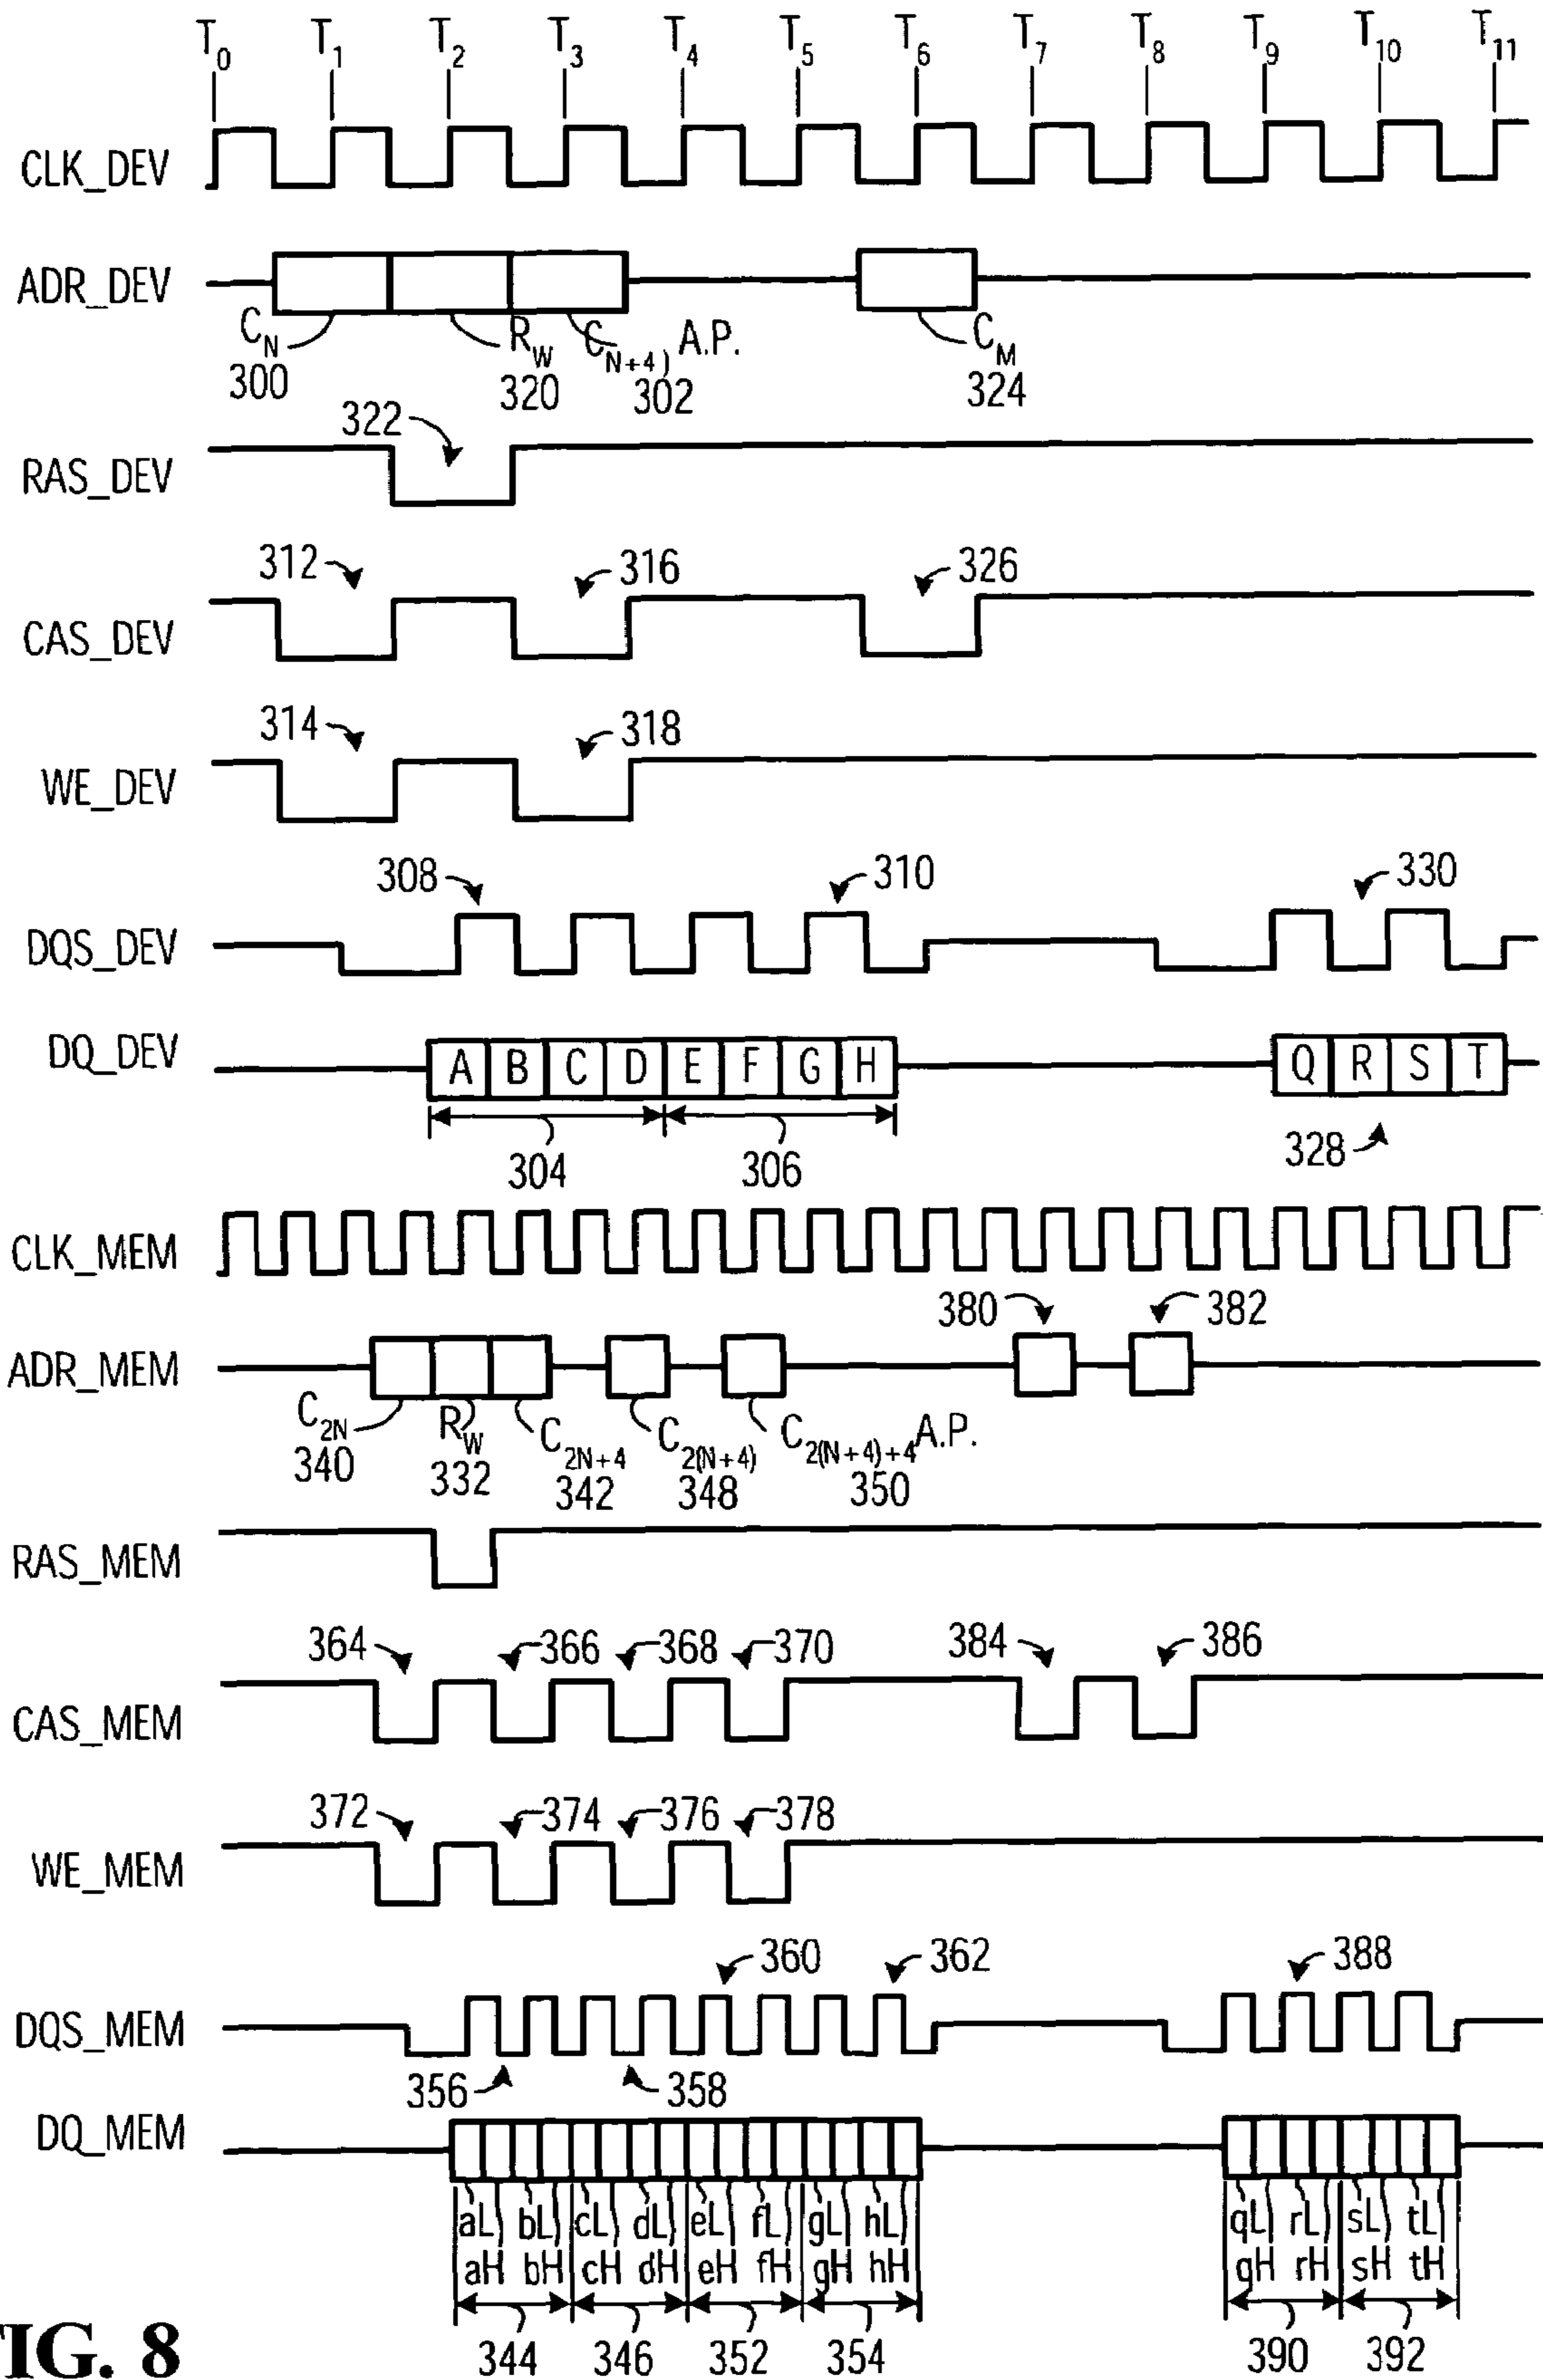 T0 T1 T2 T3 T4 T5 T6 T7 T8 T9 T10 T11
CLK_DEV
ADR_DEV
CN RW CN+4) A.P. CM
300 320 302 324
322
RAS_DEV
312 316 326
CAS_DEV
314 318
WE_DEV
308 310 330
DQS_DEV
DQ_DEV A B C D E F G H Q R S T
304 306 328
CLK_MEM
380 382
ADR_MEM
C2N RW C2N+4 C2(N+4) C2(N+4)+4 A.P.
340 332 342 348 350
RAS_MEM
364 366 368 370 384 386
CAS_MEM
372 374 376 378
WE_MEM
360 362 388
DQS_MEM
356 358
DQ_MEM
aL bL cL dL eL fL gL hL qL rL sL tL
aH bH cH dH eH fH gH hH qH rH sH tH
344 346 352 354 390 392
IG. 8